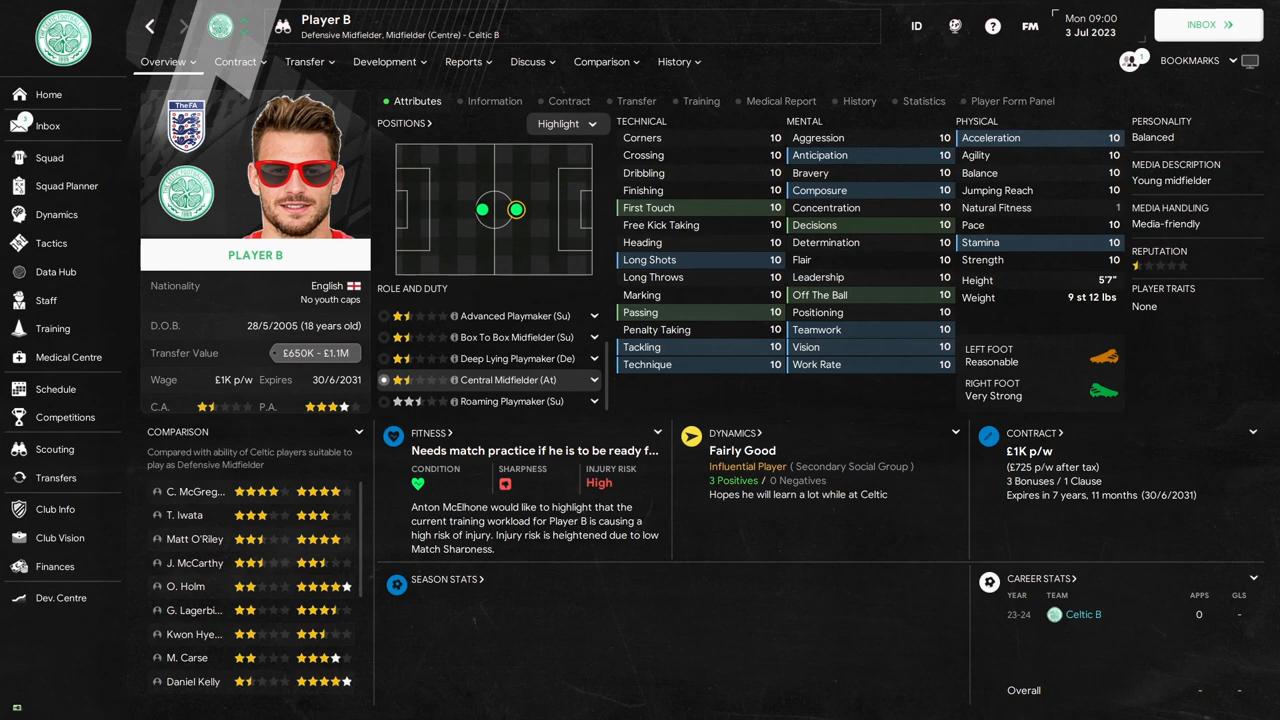 Player B
Defensive Midfielder, Midfielder (Centre) - Celtic B
ID
FM
Mon 09:00
3 Jul 2023
INBOX
Overview
Contract
Transfer
Development
Reports
Discuss
Comparison
History
1
BOOKMARKS
Home
3
Inbox
Squad
Squad Planner
Dynamics
Tactics
Data Hub
Staff
Training
Medical Centre
Schedule
Competitions
Scouting
Transfers
Club Info
Club Vision
Finances
Dev. Centre
The FA
PLAYER B
Nationality English
No youth caps
D.O.B. 28/5/2005 (18 years old)
Transfer Value £650K - £1.1M
Wage £1K p/w Expires 30/6/2031
C.A. P.A.
Attributes
Information
Contract
Transfer
Training
Medical Report
History
Statistics
Player Form Panel
POSITIONS
Highlight
ROLE AND DUTY
Advanced Playmaker (Su)
Box To Box Midfielder (Su)
Deep Lying Playmaker (De)
Central Midfielder (At)
Roaming Playmaker (Su)
TECHNICAL
Corners 10
Crossing 10
Dribbling 10
Finishing 10
First Touch 10
Free Kick Taking 10
Heading 10
Long Shots 10
Long Throws 10
Marking 10
Passing 10
Penalty Taking 10
Tackling 10
Technique 10
MENTAL
Aggression 10
Anticipation 10
Bravery 10
Composure 10
Concentration 10
Decisions 10
Determination 10
Flair 10
Leadership 10
Off The Ball 10
Positioning 10
Teamwork 10
Vision 10
Work Rate 10
PHYSICAL
Acceleration 10
Agility 10
Balance 10
Jumping Reach 10
Natural Fitness 1
Pace 10
Stamina 10
Strength 10
Height 5'7"
Weight 9 st 12 lbs
LEFT FOOT
Reasonable
RIGHT FOOT
Very Strong
PERSONALITY
Balanced
MEDIA DESCRIPTION
Young midfielder
MEDIA HANDLING
Media-friendly
REPUTATION
PLAYER TRAITS
None
COMPARISON
Compared with ability of Celtic players suitable to
play as Defensive Midfielder
C. McGreg...
T. Iwata
Matt O'Riley
J. McCarthy
O. Holm
G. Lagerbi...
Kwon Hye...
M. Carse
Daniel Kelly
FITNESS
Needs match practice if he is to be ready f...
CONDITION
SHARPNESS
INJURY RISK
High
Anton McElhone would like to highlight that the
current training workload for Player B is causing a
high risk of injury. Injury risk is heightened due to low
Match Sharpness.
DYNAMICS
Fairly Good
Influential Player ( Secondary Social Group )
3 Positives / 0 Negatives
Hopes he will learn a lot while at Celtic
CONTRACT
£1K p/w
(£725 p/w after tax)
3 Bonuses / 1 Clause
Expires in 7 years, 11 months (30/6/2031)
SEASON STATS
CAREER STATS
YEAR TEAM APPS GLS
23-24 Celtic B 0 -
Overall - -